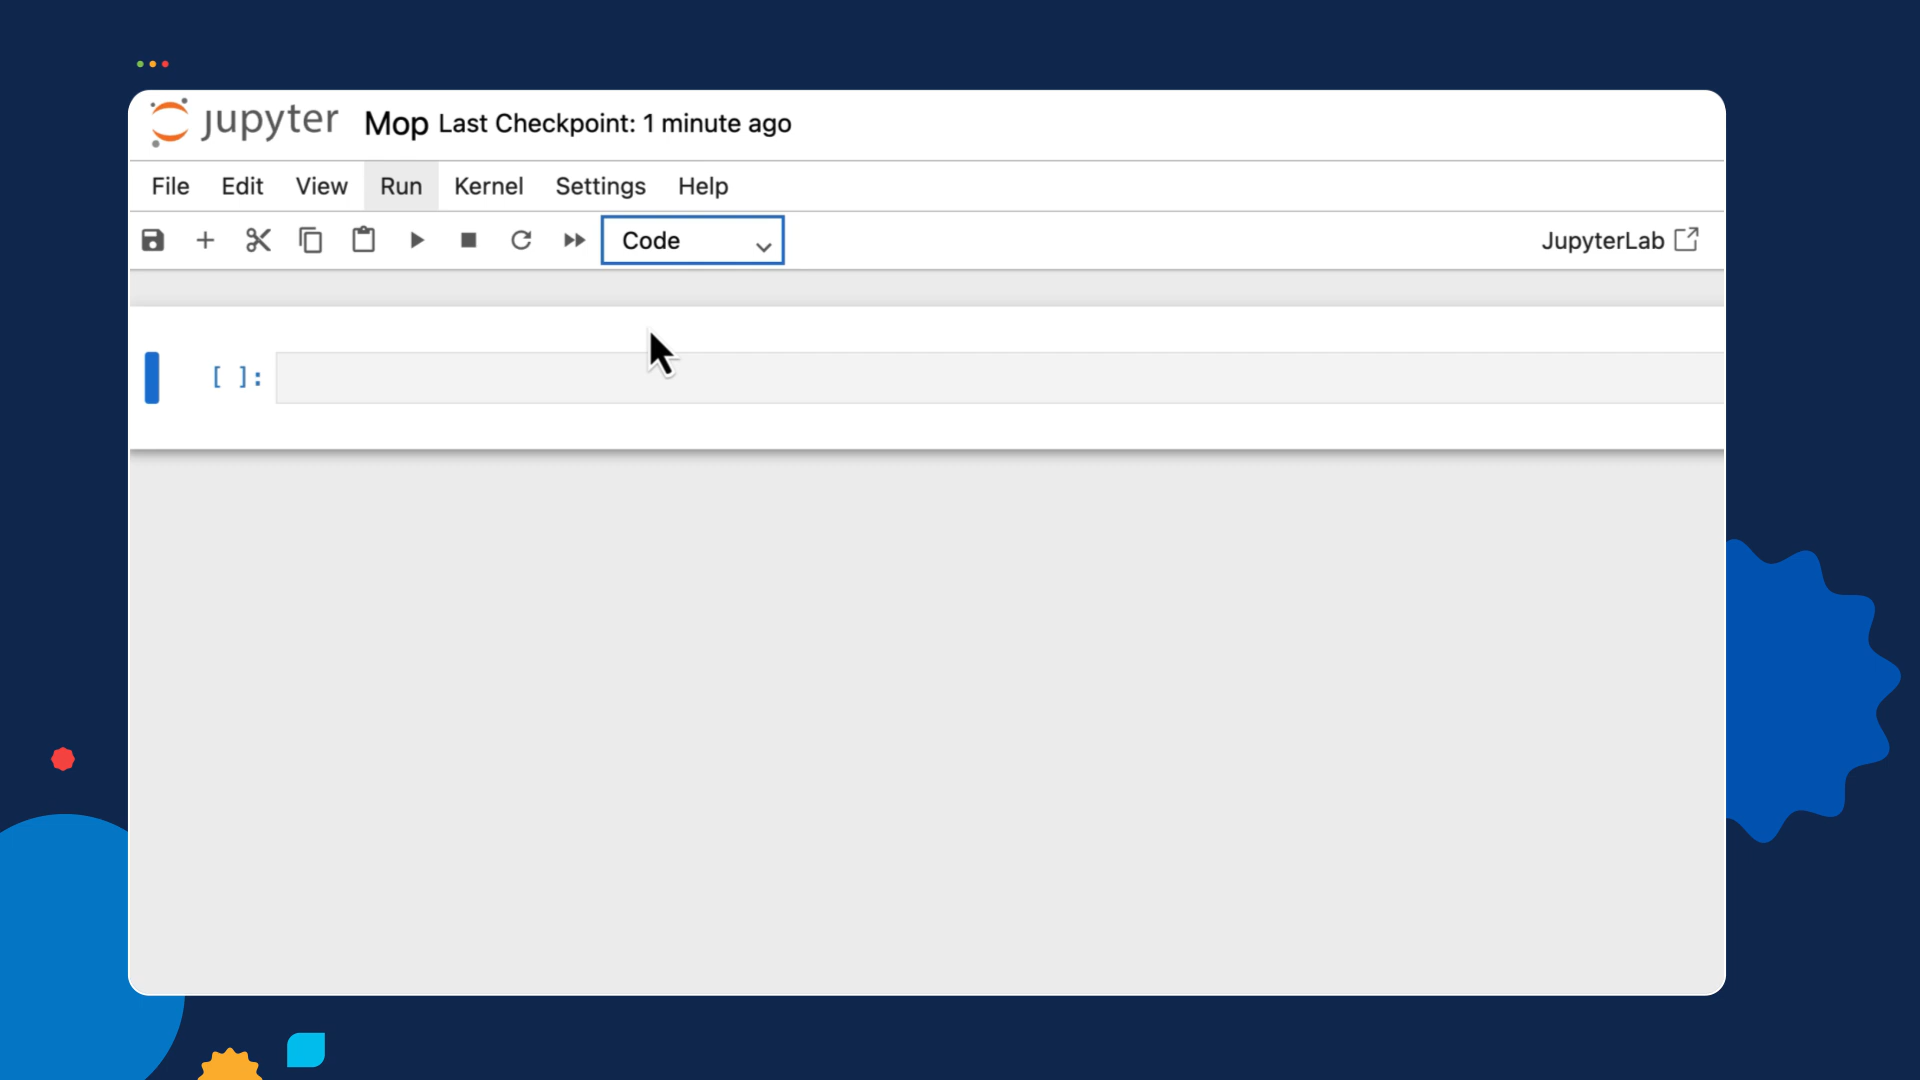 jupyter Mop Last Checkpoint: 1 minute ago
File Edit View Run Kernel Settings Help
Code JupyterLab
[ ]: